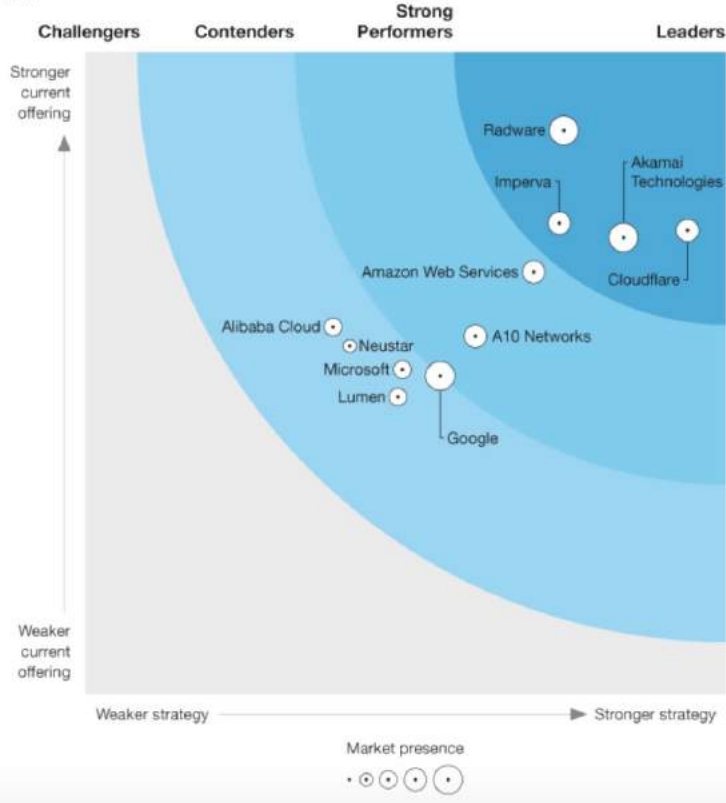 Challengers
Contenders
Strong
Performers
Leaders
Stronger
current
offering
Radware
Akamai
Technologies
Imperva
Cloudflare
Amazon Web Services
Alibaba Cloud
A10 Networks
Neustar
Microsoft
Lumen
Google
Weaker
current
offering
Weaker strategy
Stronger strategy
Market presence